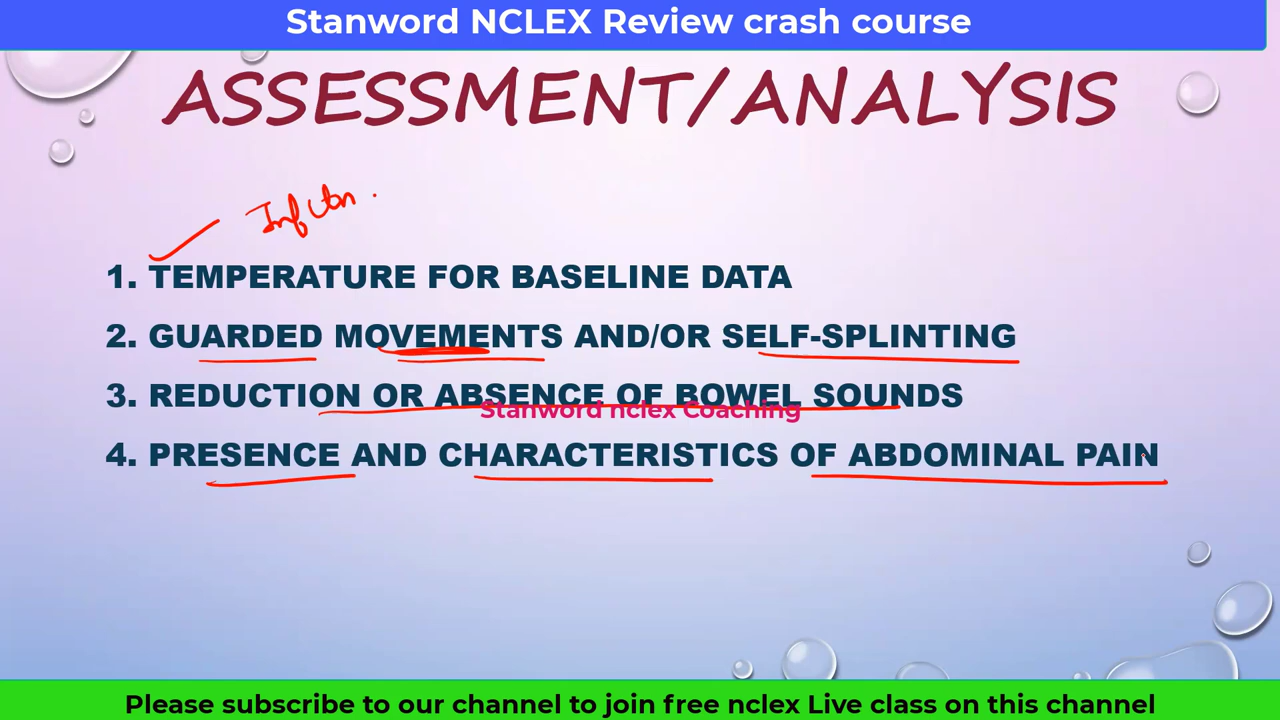 Stanword NCLEX Review crash course
ASSESSMENT/ANALYSIS
1. TEMPERATURE FOR BASELINE DATA
2. GUARDED MOVEMENTS AND/OR SELF-SPLINTING
3. REDUCTION OR ABSENCE OF BOWEL SOUNDS
Stanword nclex Coaching
4. PRESENCE AND CHARACTERISTICS OF ABDOMINAL PAIN
Please subscribe to our channel to join free nclex Live class on this channel